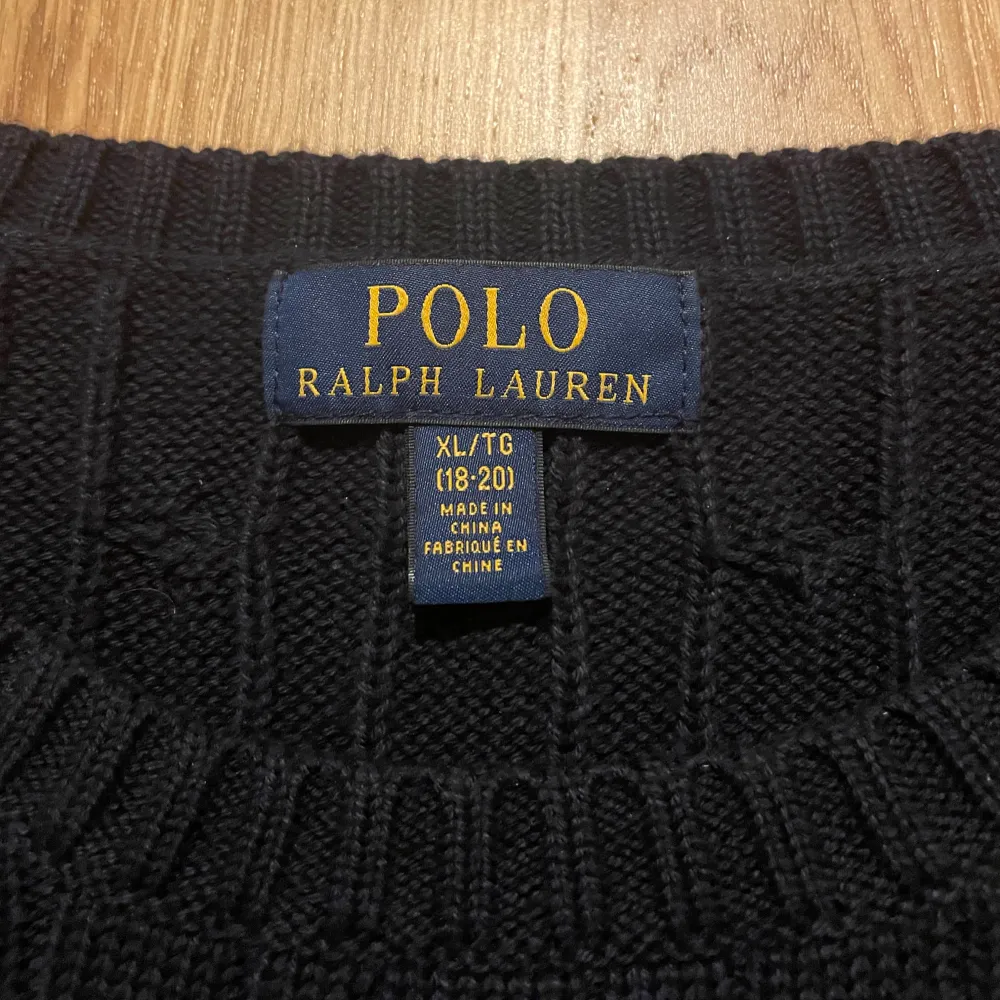 POLO
RALPH LAUREN
XL/TG
(18·20)
MADE IN
CHINA
FABRIQUÉ EN
CHINE